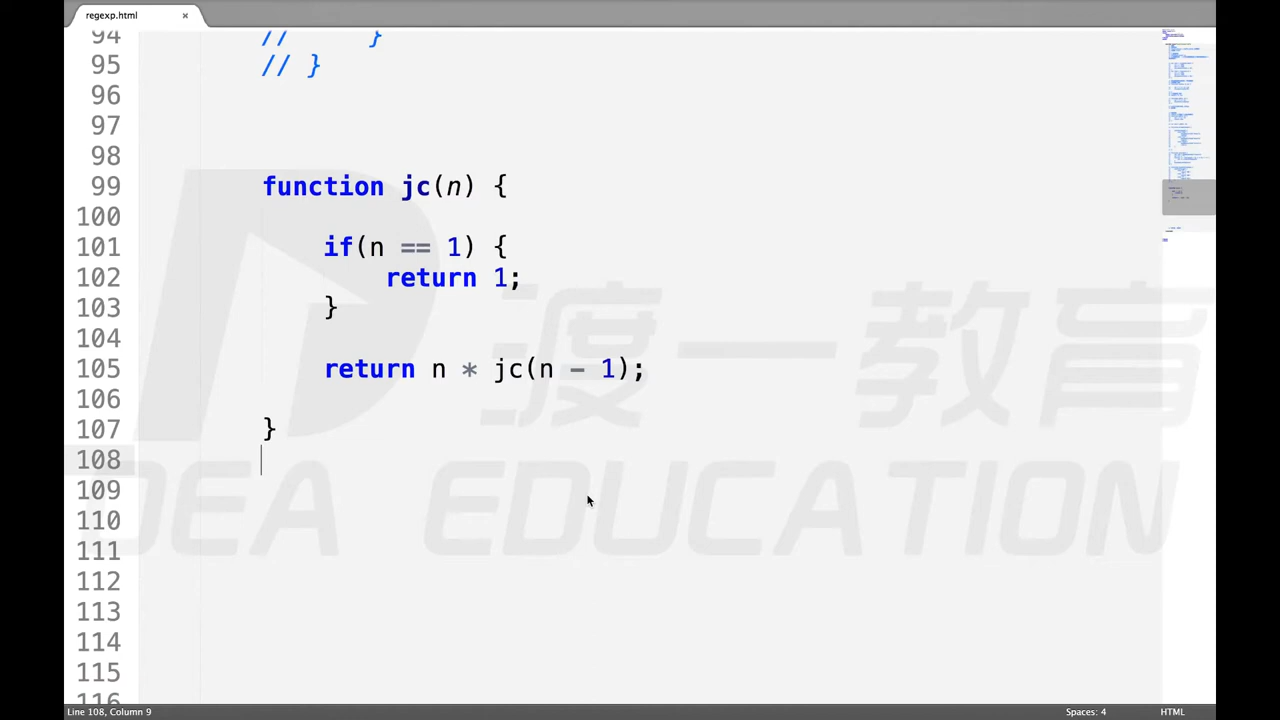 regexp.html ×
94 // }
95 // }
96
97
98
99 function jc(n) {
100
101 if(n == 1) {
102 return 1;
103 }
104
105 return n * jc(n - 1);
106
107 }
108
109
110
111
112
113
114
115
116
渡一教育
DEA EDUCATION
Line 108, Column 9
Spaces: 4
HTML